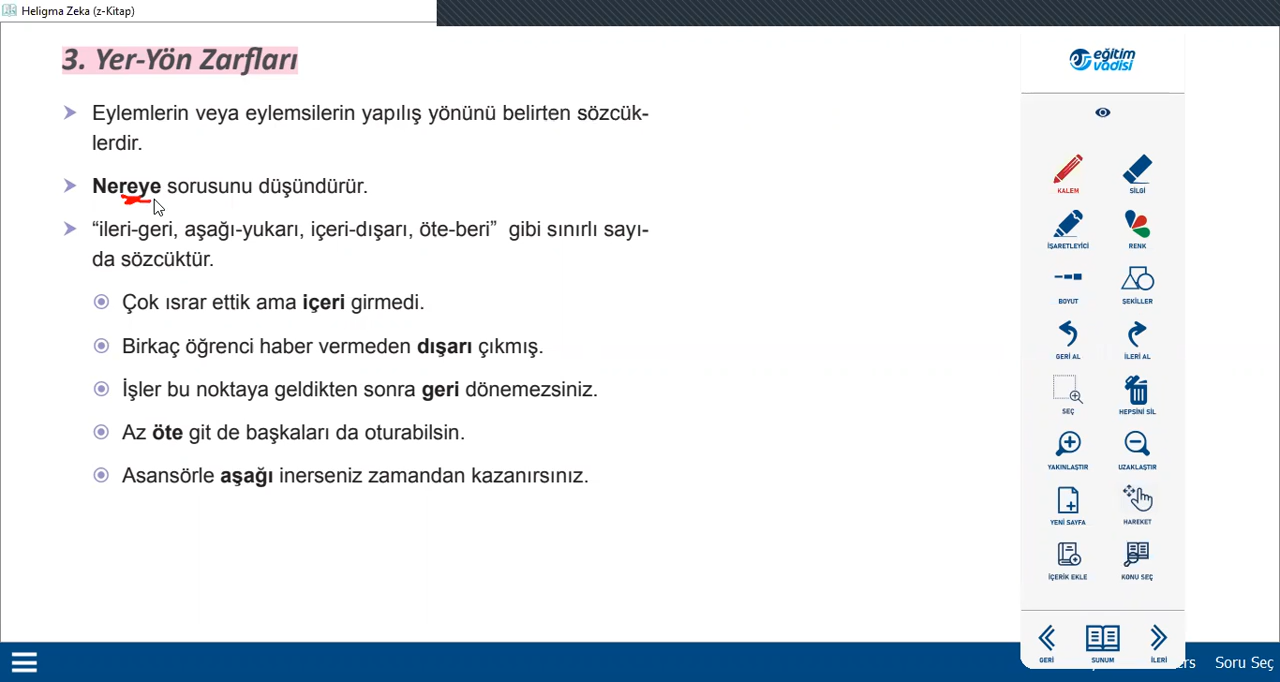 Heligma Zeka (z-Kitap)
3. Yer-Yön Zarfları
Eylemlerin veya eylemsilerin yapılış yönünü belirten sözcük-
lerdir.
Nereye sorusunu düşündürür.
“ileri-geri, aşağı-yukarı, içeri-dışarı, öte-beri” gibi sınırlı sayı-
da sözcüktür.
Çok ısrar ettik ama içeri girmedi.
Birkaç öğrenci haber vermeden dışarı çıkmış.
İşler bu noktaya geldikten sonra geri dönemezsiniz.
Az öte git de başkaları da oturabilsin.
Asansörle aşağı inerseniz zamandan kazanırsınız.
eğitim
vadisi
KALEM SİLGİ
İŞARETLEYİCİ RENK
BOYUT ŞEKİLLER
GERİ AL İLERİ AL
SEÇ HEPSİNİ SİL
YAKINLAŞTIR UZAKLAŞTIR
YENİ SAYFA HAREKET
İÇERİK EKLE KONU SEÇ
GERİ SUNUM İLERİ
Soru Seç